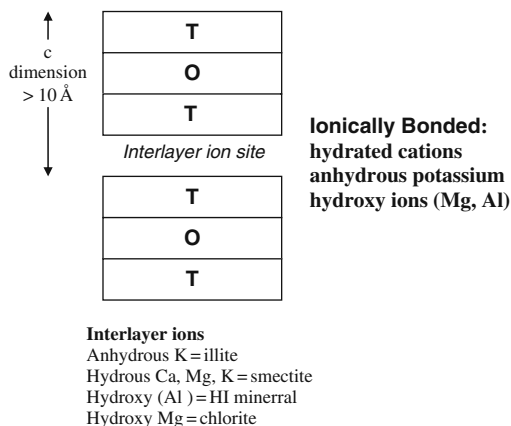 T
c
dimension
> 10 Å
O
T
Interlayer ion site
Ionically Bonded:
hydrated cations
anhydrous potassium
hydroxy ions (Mg, Al)
T
O
T
Interlayer ions
Anhydrous K = illite
Hydrous Ca, Mg, K = smectite
Hydroxy (Al ) = HI minerral
Hydroxy Mg = chlorite